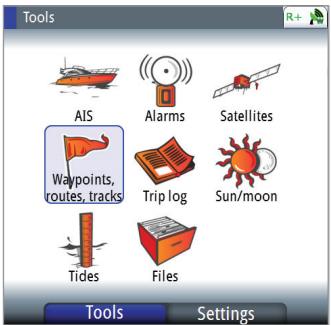 Tools
R+
AIS
Alarms
Satellites
Waypoints,
routes, tracks
Trip log
Sun/moon
Tides
Files
Tools
Settings